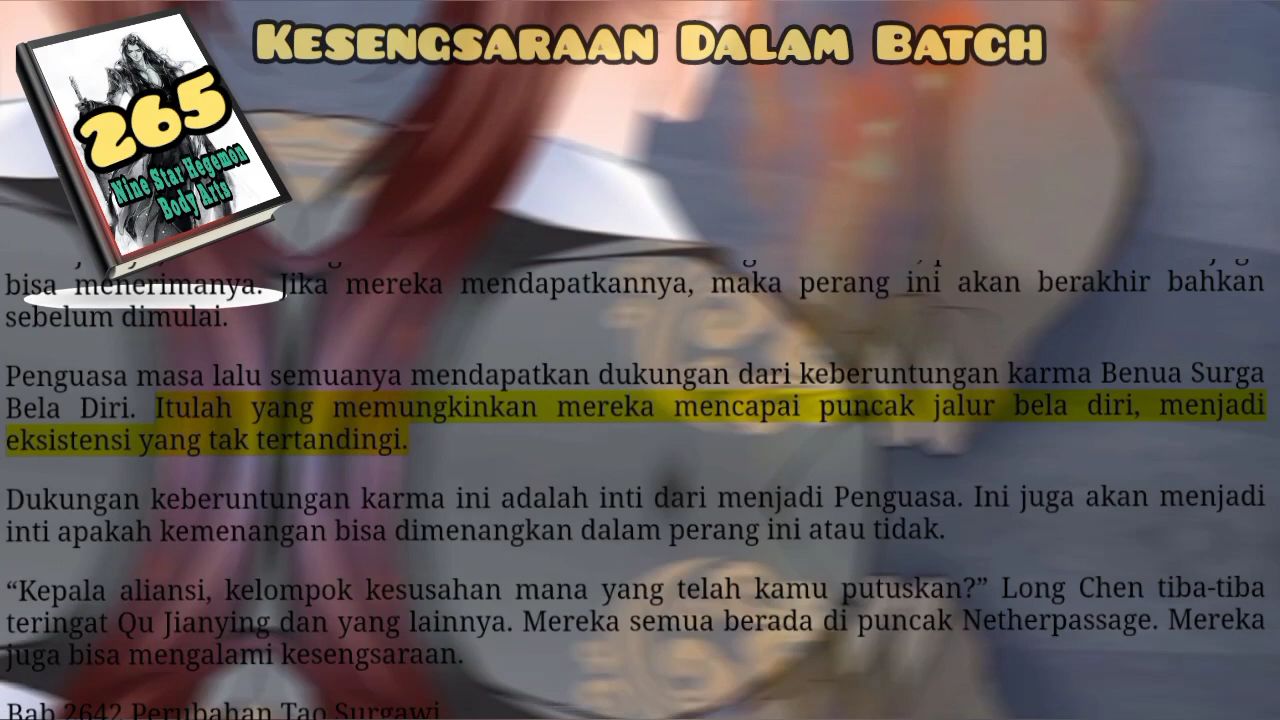 Kesengsaraan Dalam Batch
265
Nine Star Hegemon
Body Arts
bisa menerimanya. Jika mereka mendapatkannya, maka perang ini akan berakhir bahkan
sebelum dimulai.
Penguasa masa lalu semuanya mendapatkan dukungan dari keberuntungan karma Benua Surga
Bela Diri. Itulah yang memungkinkan mereka mencapai puncak jalur bela diri, menjadi
eksistensi yang tak tertandingi.
Dukungan keberuntungan karma ini adalah inti dari menjadi Penguasa. Ini juga akan menjadi
inti apakah kemenangan bisa dimenangkan dalam perang ini atau tidak.
“Kepala aliansi, kelompok kesusahan mana yang telah kamu putuskan?” Long Chen tiba-tiba
teringat Qu Jianying dan yang lainnya. Mereka semua berada di puncak Netherpassage. Mereka
juga bisa mengalami kesengsaraan.
Bab 2642 Perubahan Tao Surgawi